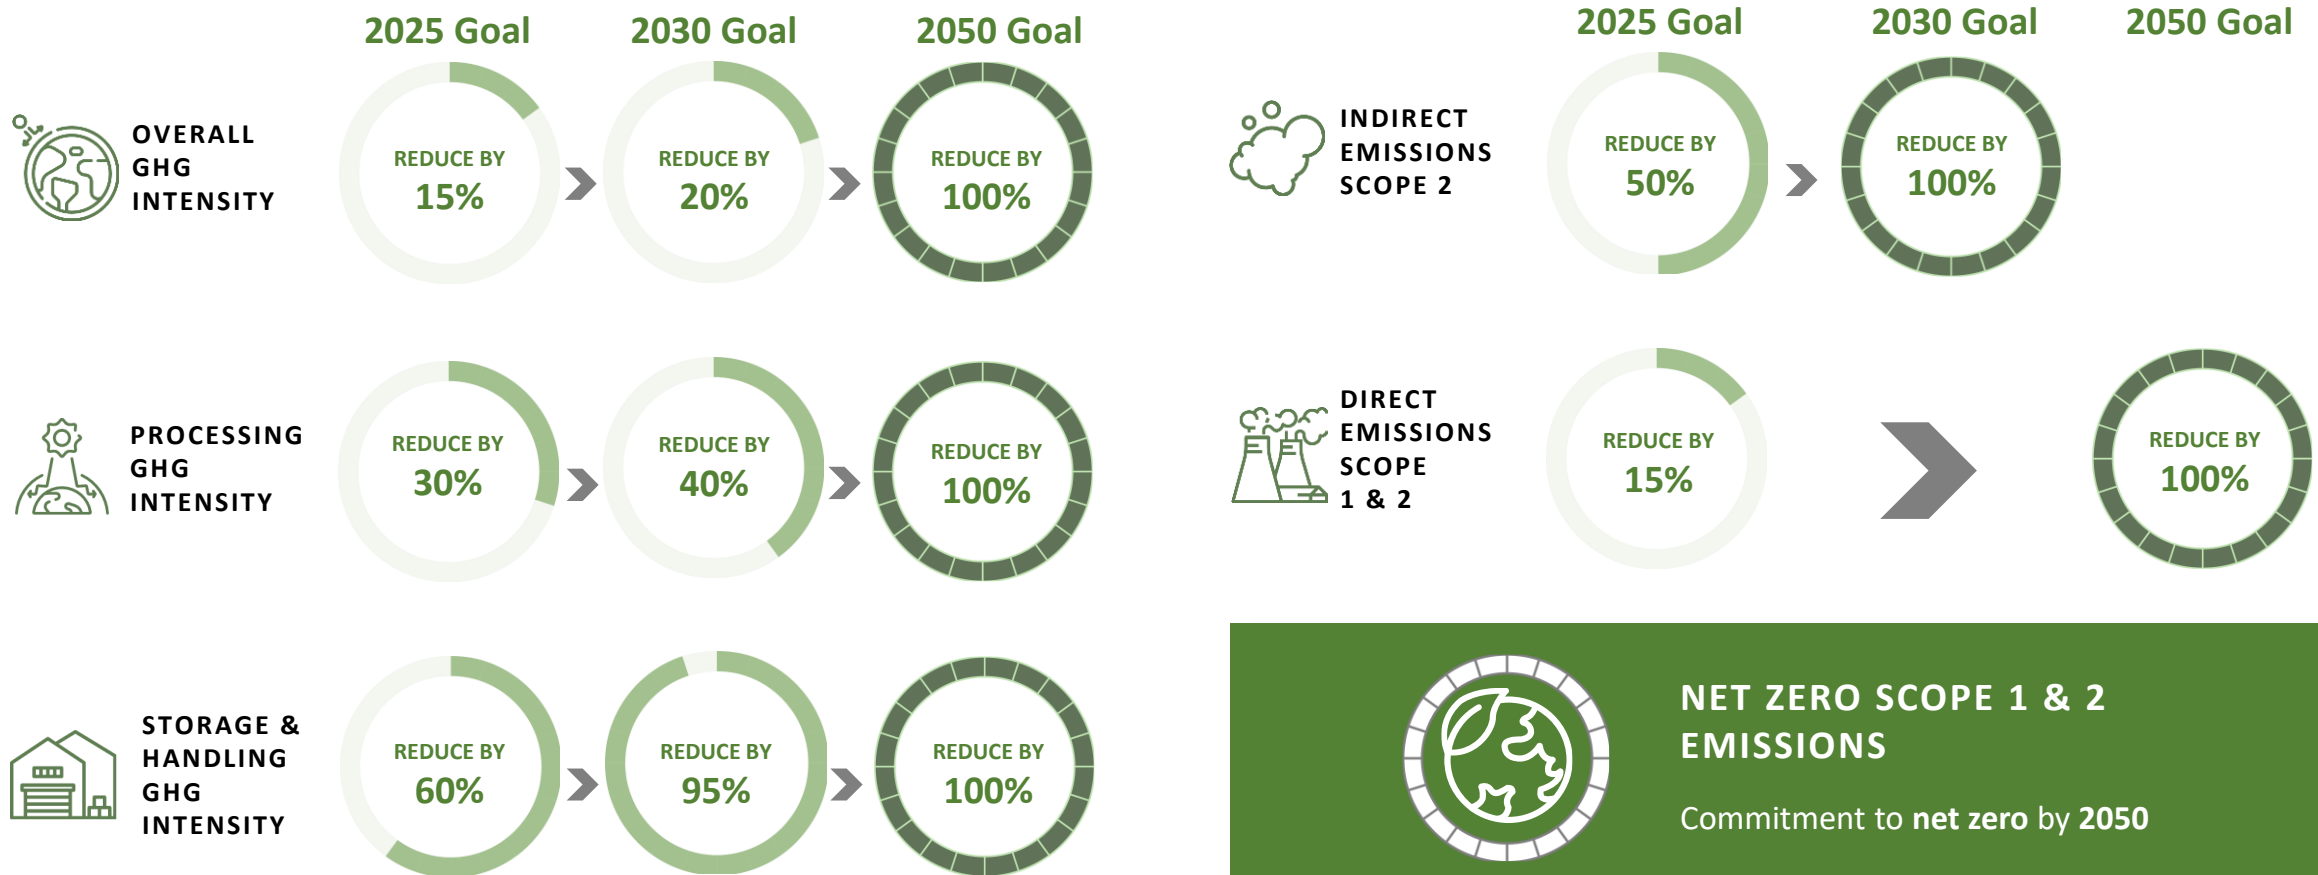 2025 Goal
2030 Goal
2050 Goal
OVERALL
GHG
INTENSITY
REDUCE BY
15%
REDUCE BY
20%
REDUCE BY
100%
PROCESSING
GHG
INTENSITY
REDUCE BY
30%
REDUCE BY
40%
REDUCE BY
100%
STORAGE &
HANDLING
GHG
INTENSITY
REDUCE BY
60%
REDUCE BY
95%
REDUCE BY
100%
2025 Goal
2030 Goal
2050 Goal
INDIRECT
EMISSIONS
SCOPE 2
REDUCE BY
50%
REDUCE BY
100%
DIRECT
EMISSIONS
SCOPE
1 & 2
REDUCE BY
15%
REDUCE BY
100%
NET ZERO SCOPE 1 & 2
EMISSIONS
Commitment to net zero by 2050